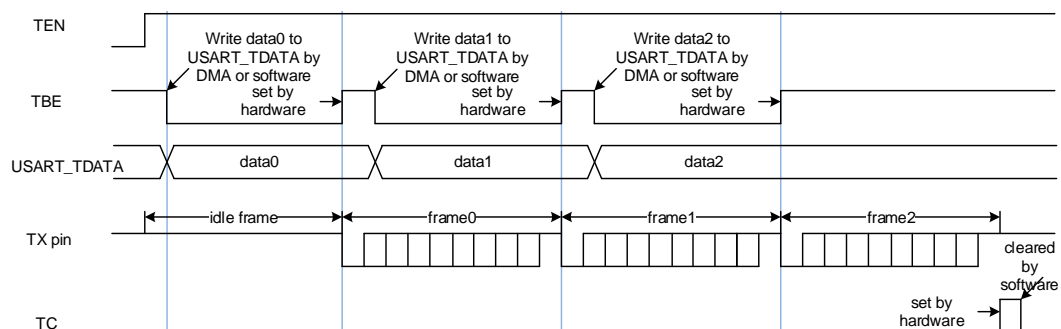 TEN
Write data0 to
USART_TDATA by
DMA or software
Write data1 to
USART_TDATA by
DMA or software
Write data2 to
USART_TDATA by
DMA or software
TBE
set by
hardware
set by
hardware
set by
hardware
USART_TDATA
data0
data1
data2
idle frame
frame0
frame1
frame2
TX pin
cleared
by
software
set by
hardware
TC